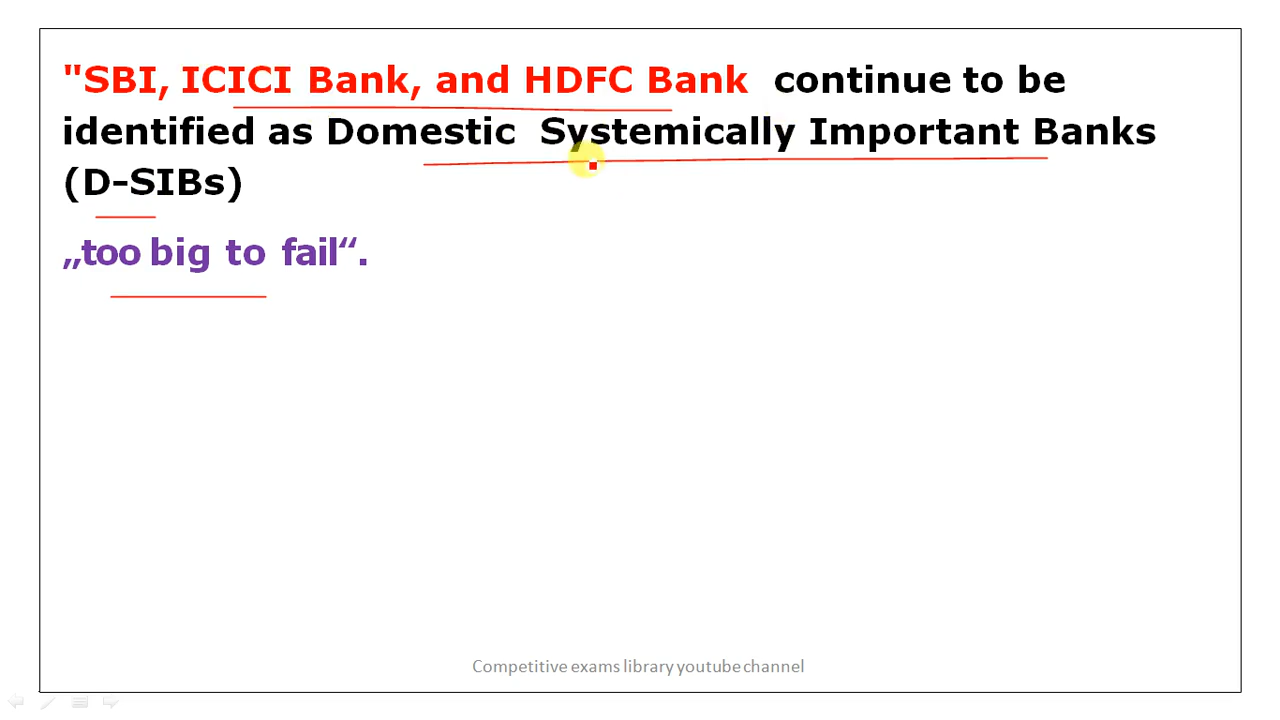 "SBI, ICICI Bank, and HDFC Bank continue to be
identified as Domestic Systemically Important Banks
(D-SIBs)
„too big to fail“.
Competitive exams library youtube channel